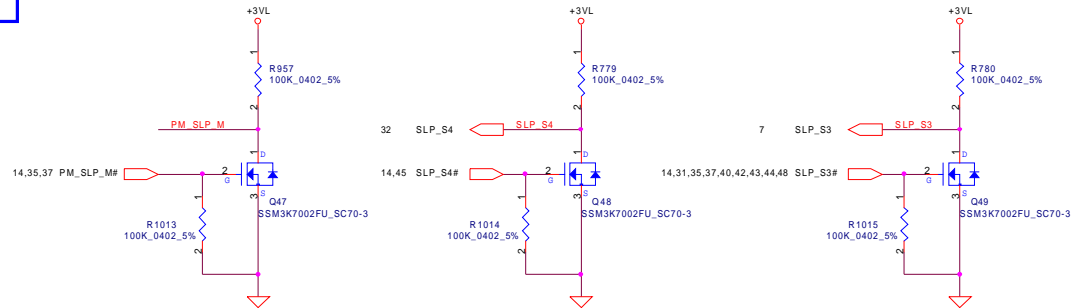 +3VL
+3VL
+3VL
1
1
1
R957
100K_0402_5%
R779
100K_0402_5%
R780
100K_0402_5%
2
2
2
PM_SLP_M
32 SLP_S4
SLP_S4
7 SLP_S3
SLP_S3
1
D
1
D
1
D
14,35,37 PM_SLP_M#
2
G
14,45 SLP_S4#
2
G
14,31,35,37,40,42,43,44,48 SLP_S3#
2
G
3
S
3
S
3
S
1
1
1
Q47
SSM3K7002FU_SC70-3
Q48
SSM3K7002FU_SC70-3
Q49
SSM3K7002FU_SC70-3
R1013
100K_0402_5%
R1014
100K_0402_5%
R1015
100K_0402_5%
2
2
2